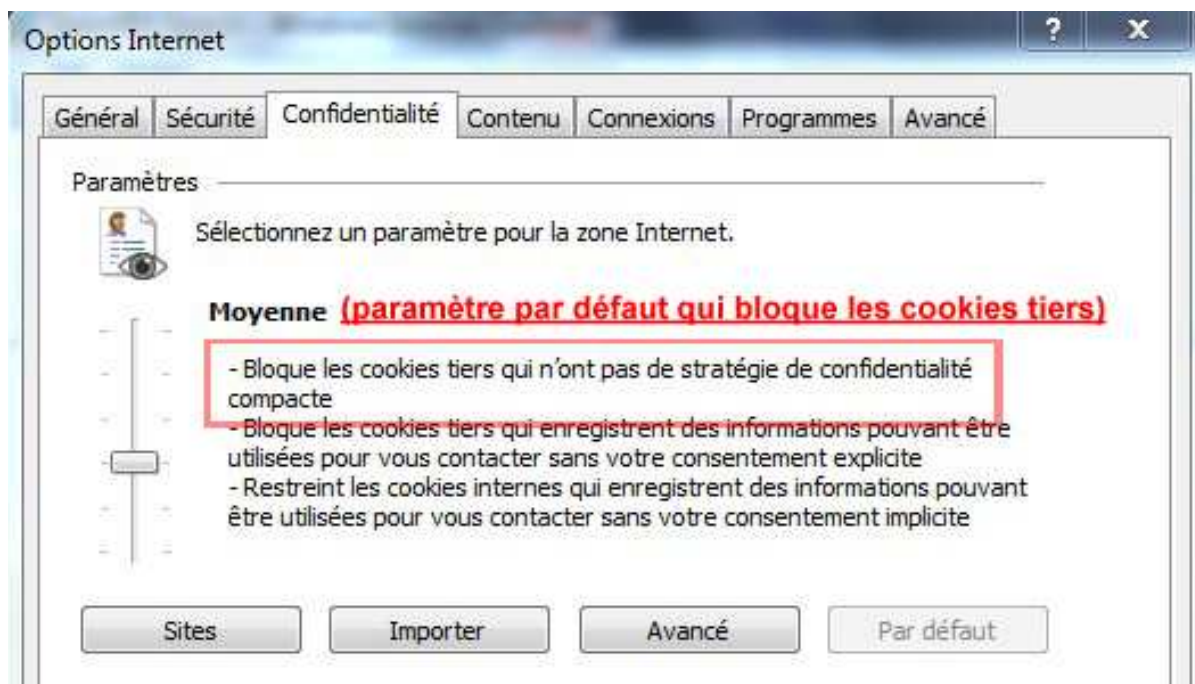 Options Internet
? X
Général Sécurité Confidentialité Contenu Connexions Programmes Avancé
Paramètres
Sélectionnez un paramètre pour la zone Internet.
Moyenne (paramètre par défaut qui bloque les cookies tiers)
- Bloque les cookies tiers qui n'ont pas de stratégie de confidentialité
compacte
- Bloque les cookies tiers qui enregistrent des informations pouvant être
utilisées pour vous contacter sans votre consentement explicite
- Restreint les cookies internes qui enregistrent des informations pouvant
être utilisées pour vous contacter sans votre consentement implicite
Sites Importer Avancé Par défaut